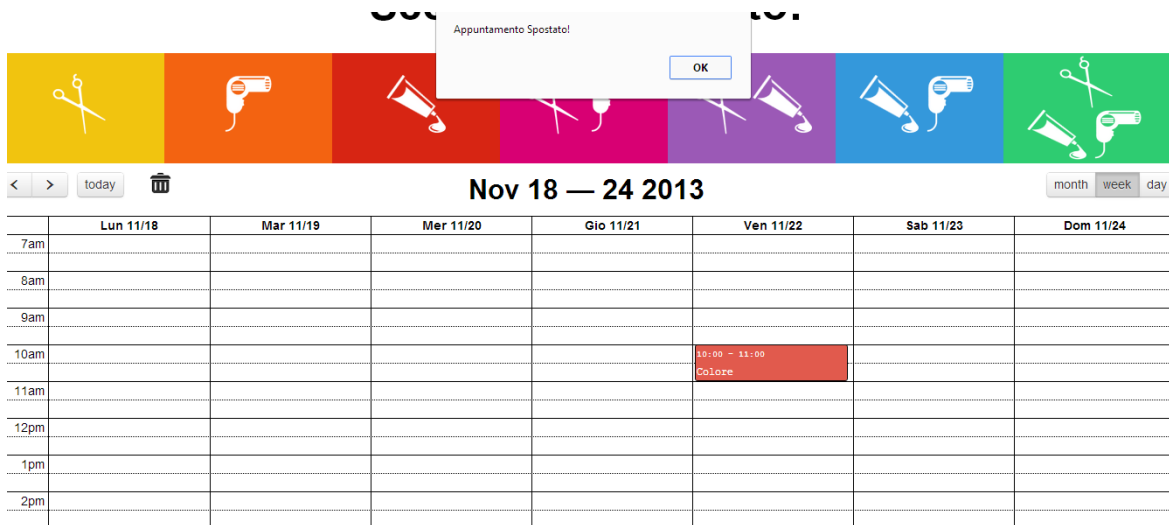 Appuntamento Spostato!
OK
today
Nov 18 — 24 2013
month week day
Lun 11/18 Mar 11/19 Mer 11/20 Gio 11/21 Ven 11/22 Sab 11/23 Dom 11/24
7am
8am
9am
10am
10:00 - 11:00
Colore
11am
12pm
1pm
2pm